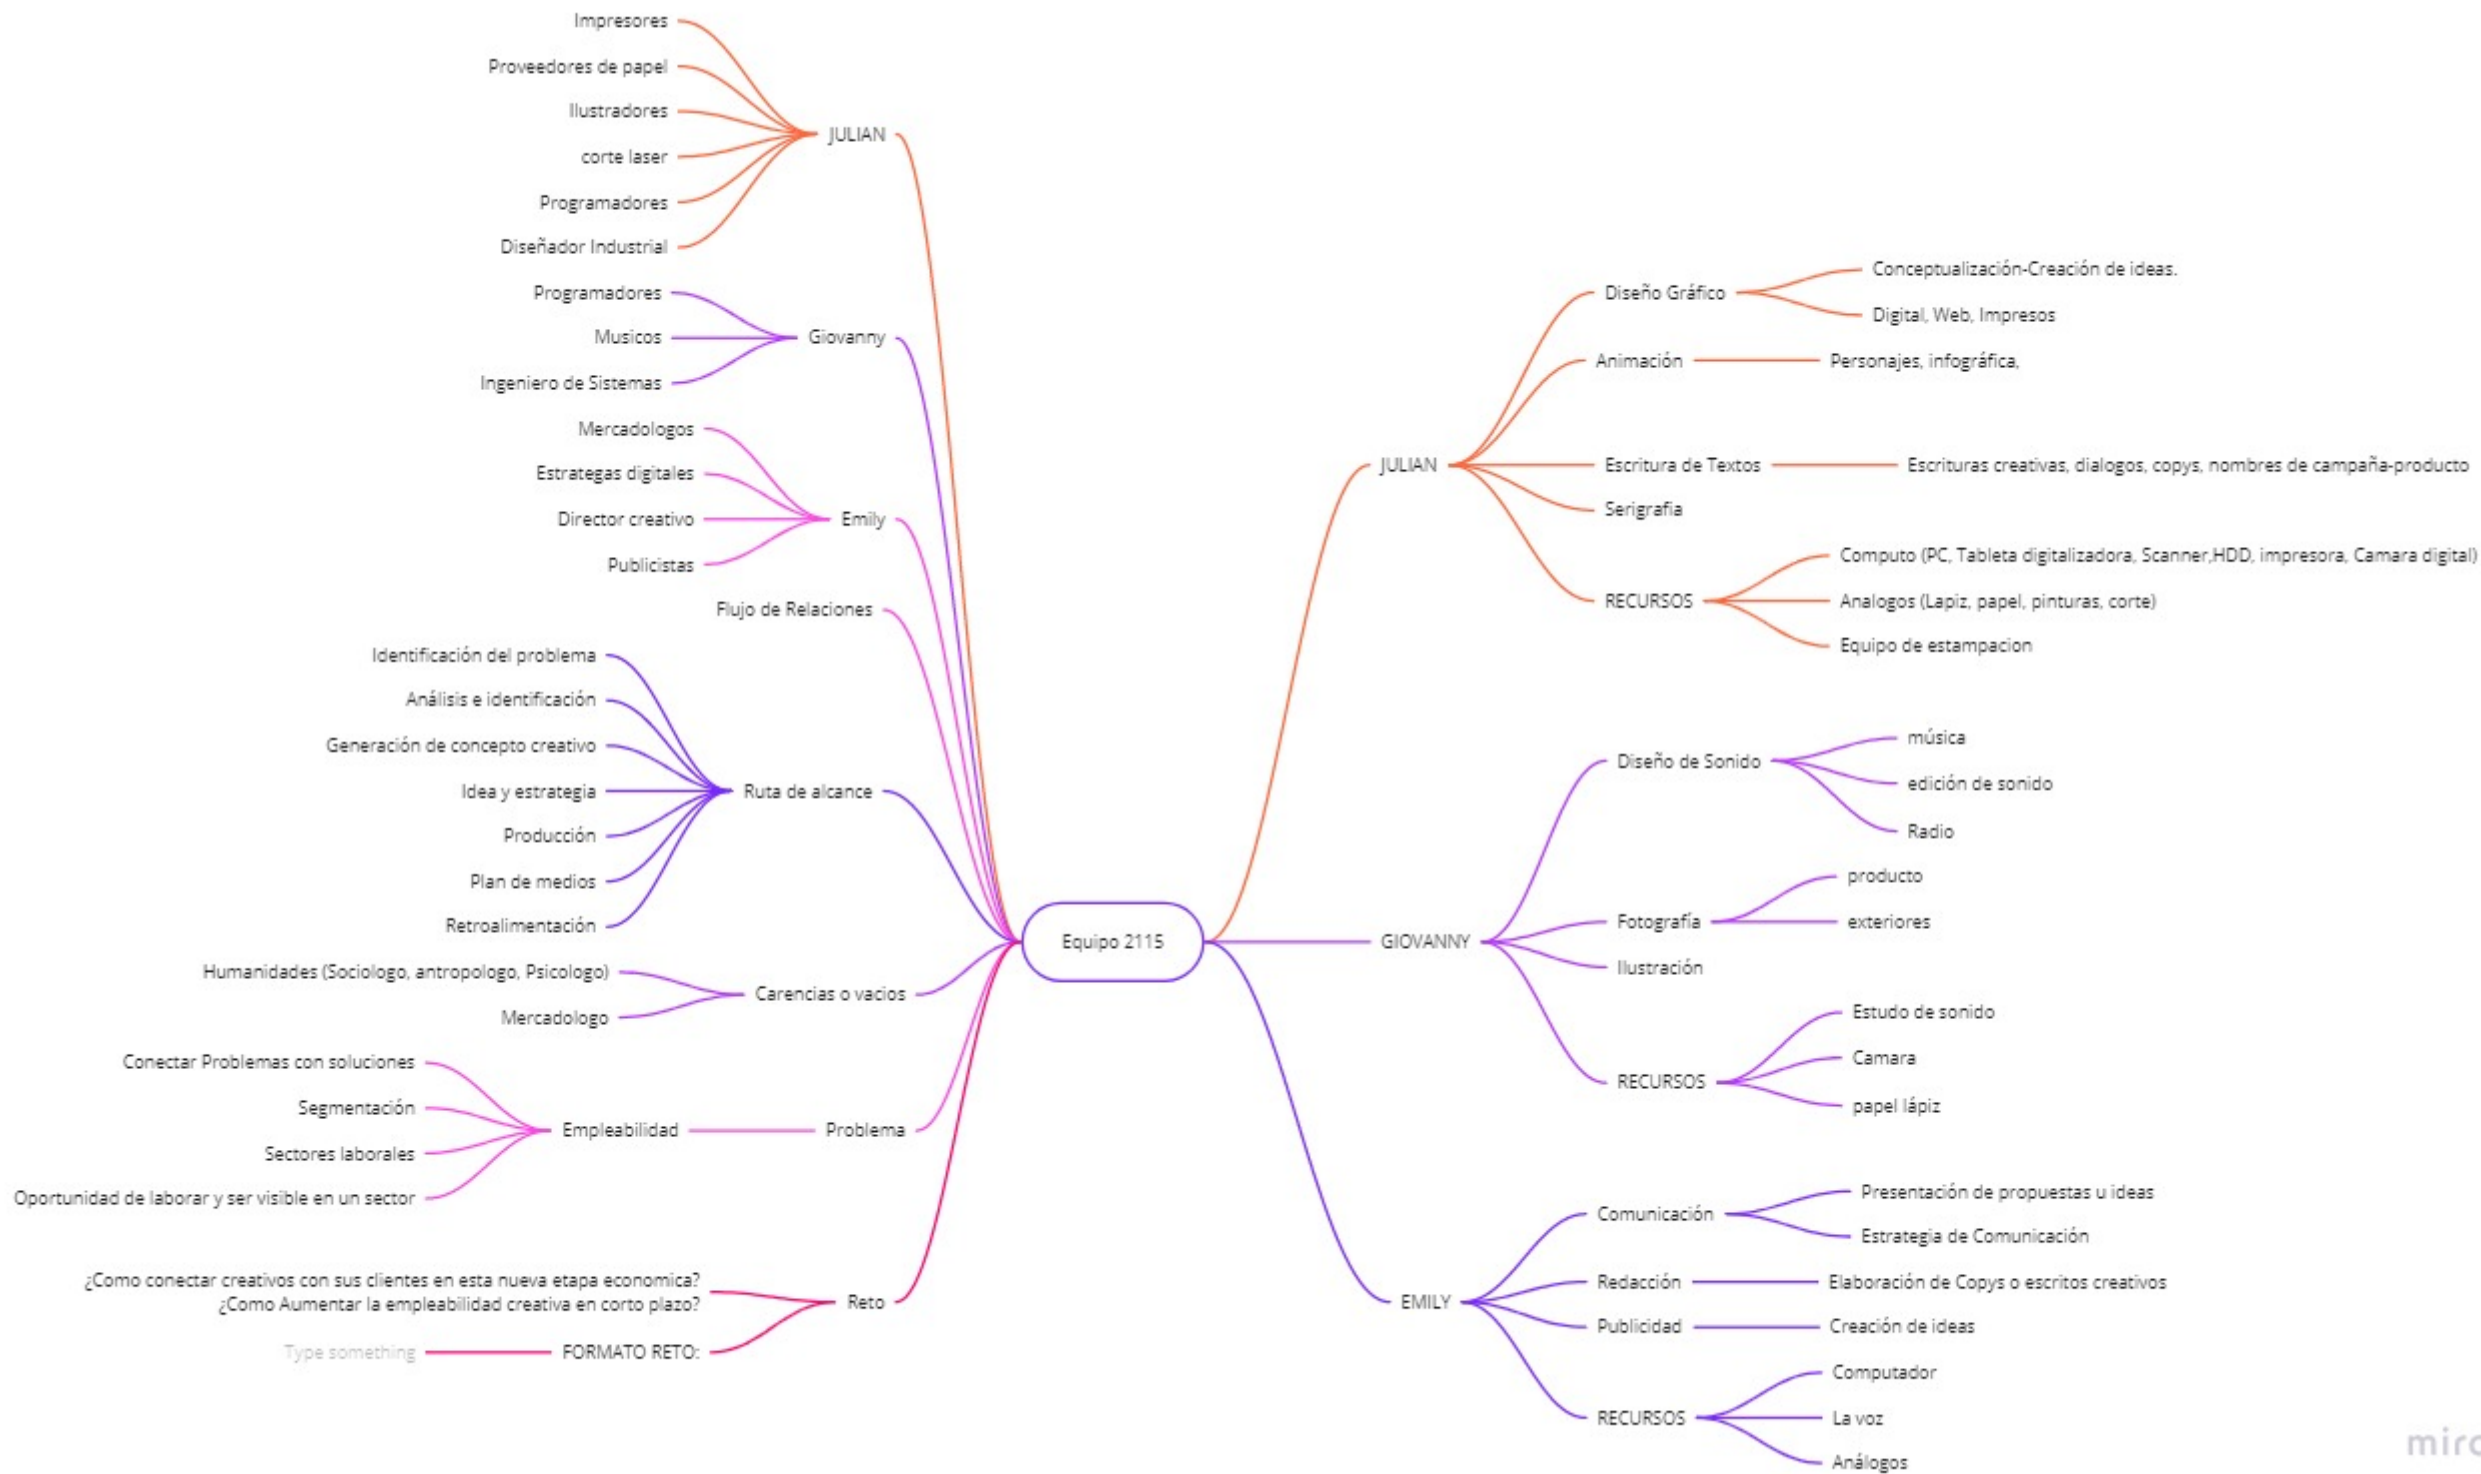 Impresores
Proveedores de papel
Ilustradores
corte laser
Programadores
Diseñador Industrial
JULIAN
Programadores
Musicos
Ingeniero de Sistemas
Giovanny
Mercadologos
Estrategas digitales
Director creativo
Publicistas
Emily
Flujo de Relaciones
Identificación del problema
Análisis e identificación
Generación de concepto creativo
Idea y estrategia
Producción
Plan de medios
Retroalimentación
Ruta de alcance
Humanidades (Sociologo, antropologo, Psicologo)
Mercadologo
Carencias o vacios
Conectar Problemas con soluciones
Segmentación
Sectores laborales
Oportunidad de laborar y ser visible en un sector
Empleabilidad
Problema
¿Como conectar creativos con sus clientes en esta nueva etapa economica?
¿Como Aumentar la empleabilidad creativa en corto plazo?
Reto
Type something
FORMATO RETO:
Equipo 2115
JULIAN
Diseño Gráfico
Conceptualización-Creación de ideas.
Digital, Web, Impresos
Animación
Personajes, infográfica,
Escritura de Textos
Escrituras creativas, dialogos, copys, nombres de campaña-producto
Serigrafia
RECURSOS
Computo (PC, Tableta digitalizadora, Scanner,HDD, impresora, Camara digital)
Analogos (Lapiz, papel, pinturas, corte)
Equipo de estampacion
GIOVANNY
Diseño de Sonido
música
edición de sonido
Radio
Fotografía
producto
exteriores
Ilustración
RECURSOS
Estudo de sonido
Camara
papel lápiz
EMILY
Comunicación
Presentación de propuestas u ideas
Estrategia de Comunicación
Redacción
Elaboración de Copys o escritos creativos
Publicidad
Creación de ideas
RECURSOS
Computador
La voz
Análogos